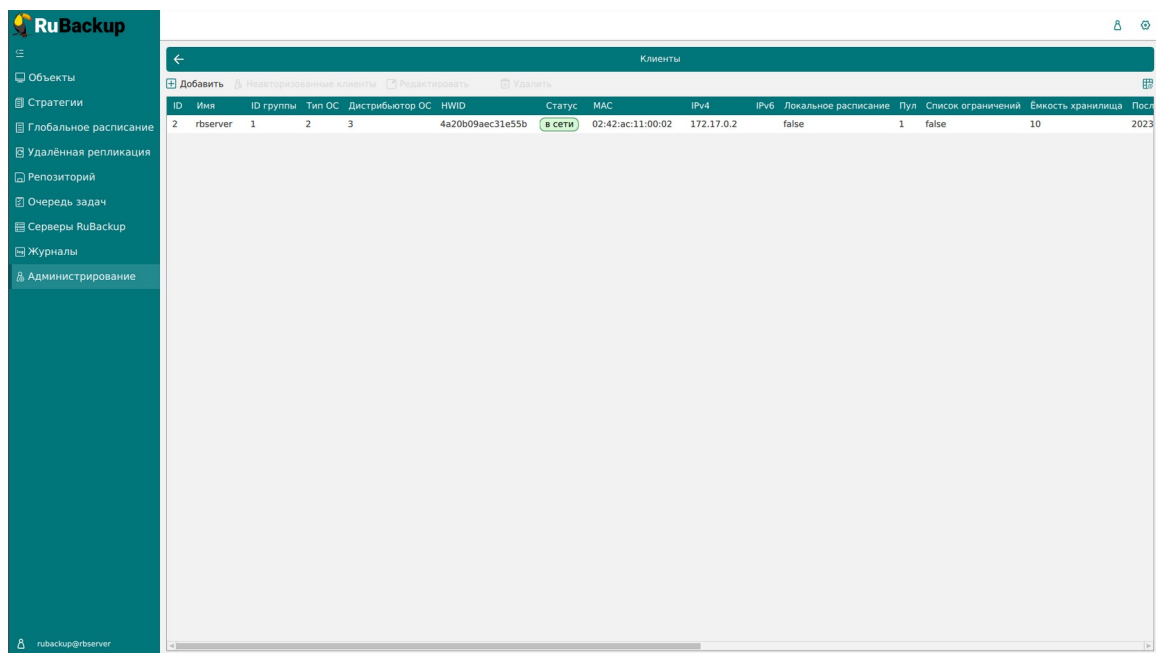 RuBackup
Клиенты
Объекты
Стратегии
Глобальное расписание
Удалённая репликация
Репозиторий
Очередь задач
Серверы RuBackup
Журналы
Администрирование
Добавить Неавторизованные клиенты Редактировать Удалить
ID Имя ID группы Тип ОС Дистрибьютор ОС HWID Статус MAC IPv4 IPv6 Локальное расписание Пул Список ограничений Ёмкость хранилища Посл
2 rbserver 1 2 3 4a20b09aec31e55b в сети 02:42:ac:11:00:02 172.17.0.2 false 1 false 10 2023
rubackup@rbserver